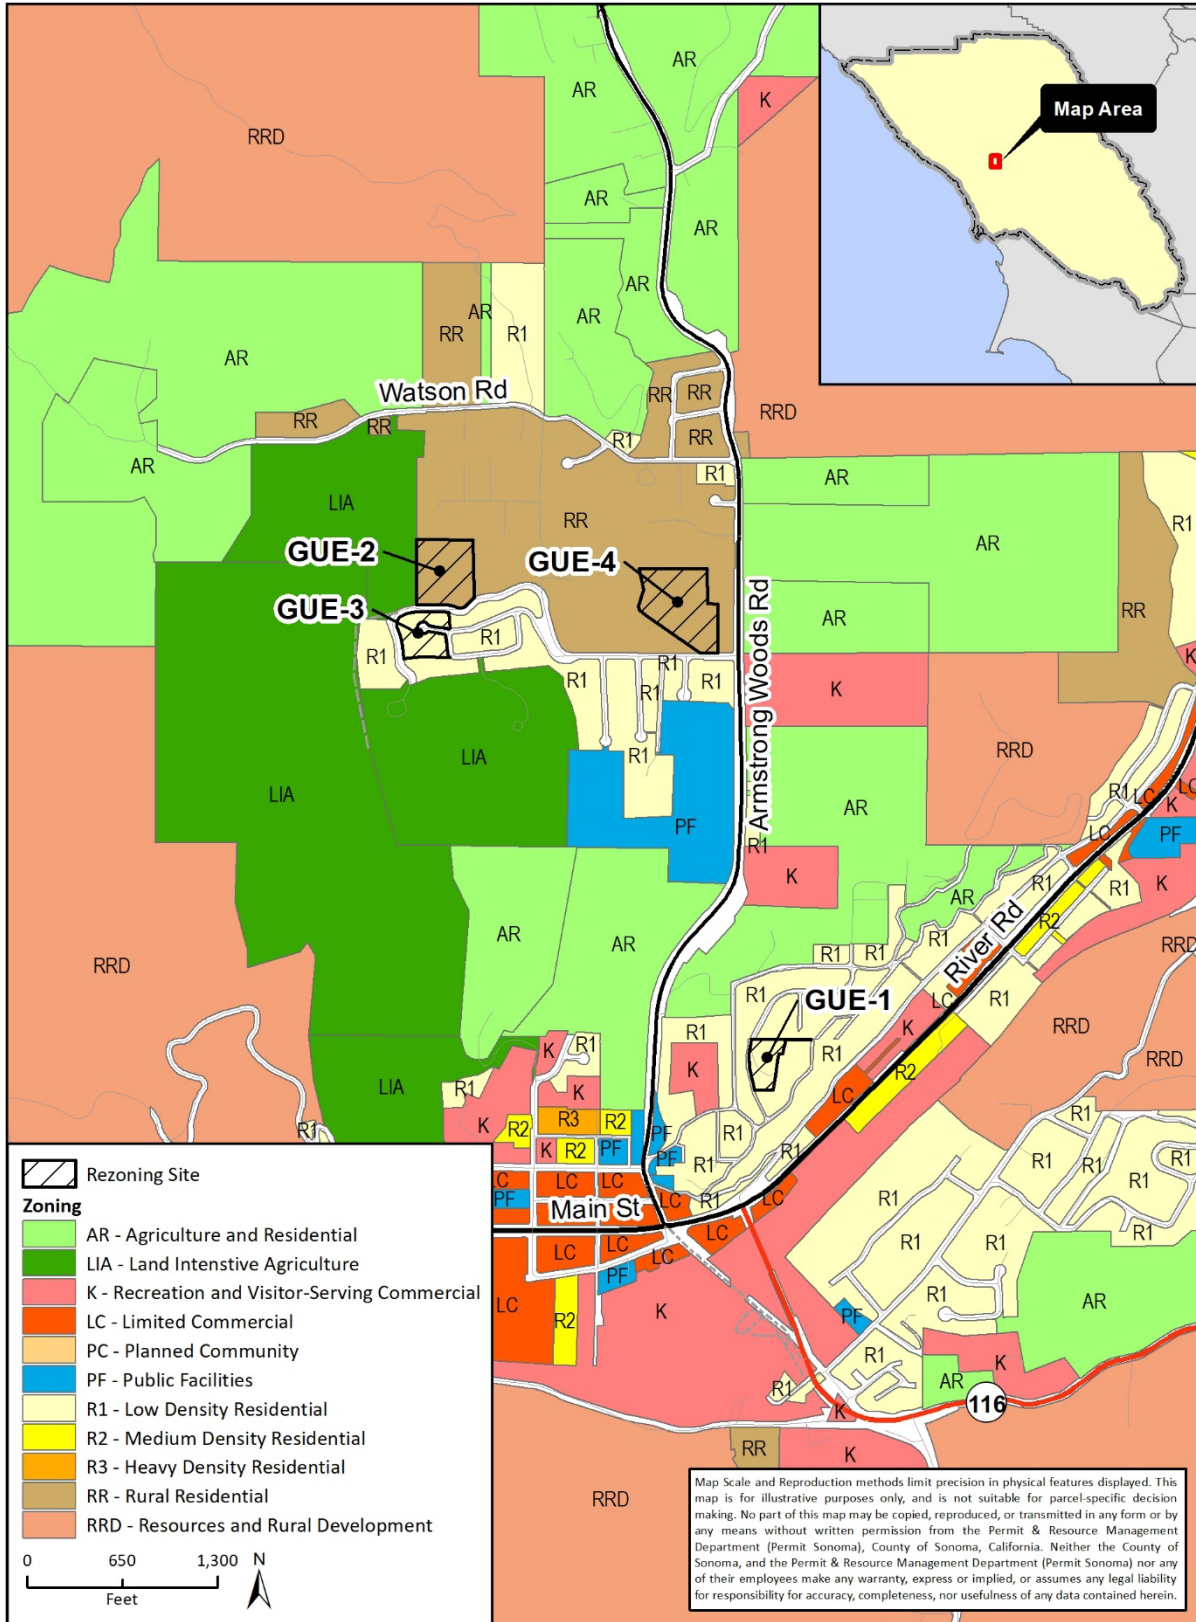 AR
AR
K
RRD
Map Area
AR
AR
AR
AR
AR
RR
R1
AR
AR
Watson Rd
RR
RR
RRD
RR
RR
RR
R1
AR
R1
AR
LIA
R1
RR
AR
GUE-2
GUE-4
GUE-3
AR
RR
R1
R1
R1
R1
R1
R1
K
K
Armstrong Woods Rd
RRD
LIA
R1
LIA
R1
AR
PF
LC
LC
K
LC
PF
R1
K
R1
K
AR
R1
AR
AR
R1
R2
RRD
RRD
R1
R1
River Rd
R1
GUE-1
LC
R1
K
RRD
R1
R1
K
R1
K
R1
R2
RRD
LIA
R1
K
K
LC
R1
R1
R2
R3
R2
PF
R1
R1
R1
R1
K
R2
PF
PF
R1
R1
LC
LC
LC
PF
Main St
LC
R1
LC
R1
R1
R1
LC
LC
LC
LC
PF
R1
LC
R2
K
PF
R1
AR
R1
K
R1
AR
K
116
RR
K
RRD
Rezoning Site
Zoning
AR - Agriculture and Residential
LIA - Land Intenstive Agriculture
K - Recreation and Visitor-Serving Commercial
LC - Limited Commercial
PC - Planned Community
PF - Public Facilities
R1 - Low Density Residential
R2 - Medium Density Residential
R3 - Heavy Density Residential
RR - Rural Residential
RRD - Resources and Rural Development
0 650 1,300 N
Feet
Map Scale and Reproduction methods limit precision in physical features displayed. This
map is for illustrative purposes only, and is not suitable for parcel-specific decision
making. No part of this map may be copied, reproduced, or transmitted in any form or by
any means without written permission from the Permit & Resource Management
Department (Permit Sonoma), County of Sonoma, California. Neither the County of
Sonoma, and the Permit & Resource Management Department (Permit Sonoma) nor any
of their employees make any warranty, express or implied, or assumes any legal liability
for responsibility for accuracy, completeness, nor usefulness of any data contained herein.